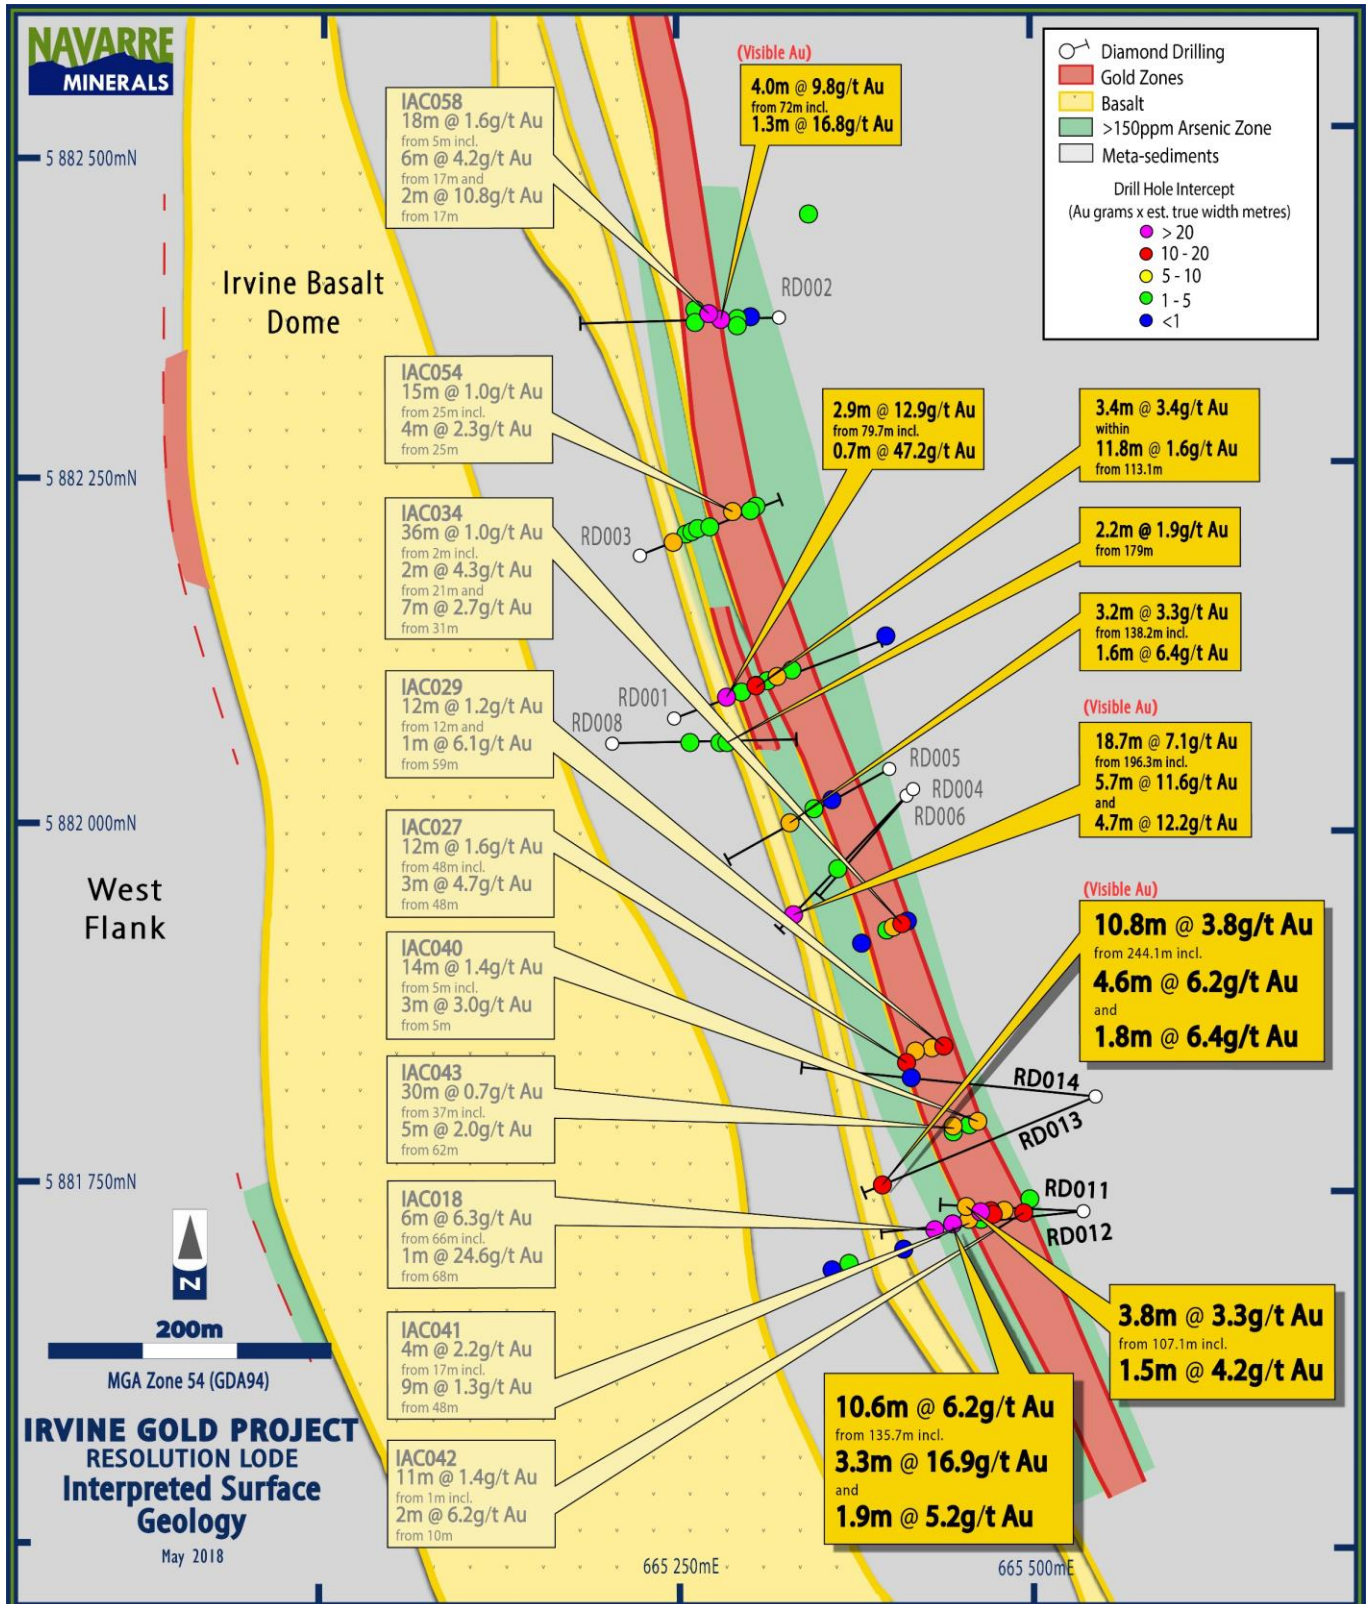 NAVARRE
MINERALS
Diamond Drilling
Gold Zones
Basalt
>150ppm Arsenic Zone
Meta-sediments
Drill Hole Intercept
(Au grams x est. true width metres)
> 20
10 - 20
5 - 10
1 - 5
<1
(Visible Au)
4.0m @ 9.8g/t Au
from 72m incl.
1.3m @ 16.8g/t Au
IAC058
18m @ 1.6g/t Au
from 5m incl.
6m @ 4.2g/t Au
from 17m and
2m @ 10.8g/t Au
from 17m
5 882 500mN
Irvine Basalt
Dome
RD002
IAC054
15m @ 1.0g/t Au
from 25m incl.
4m @ 2.3g/t Au
from 25m
2.9m @ 12.9g/t Au
from 79.7m incl.
0.7m @ 47.2g/t Au
3.4m @ 3.4g/t Au
within
11.8m @ 1.6g/t Au
from 113.1m
5 882 250mN
IAC034
36m @ 1.0g/t Au
from 2m incl.
2m @ 4.3g/t Au
from 21m and
7m @ 2.7g/t Au
from 31m
RD003
2.2m @ 1.9g/t Au
from 179m
3.2m @ 3.3g/t Au
from 138.2m incl.
1.6m @ 6.4g/t Au
IAC029
12m @ 1.2g/t Au
from 12m and
1m @ 6.1g/t Au
from 59m
RD001
RD008
RD005
RD004
RD006
(Visible Au)
18.7m @ 7.1g/t Au
from 196.3m incl.
5.7m @ 11.6g/t Au
and
4.7m @ 12.2g/t Au
5 882 000mN
IAC027
12m @ 1.6g/t Au
from 48m incl.
3m @ 4.7g/t Au
from 48m
West
Flank
(Visible Au)
10.8m @ 3.8g/t Au
from 244.1m incl.
4.6m @ 6.2g/t Au
and
1.8m @ 6.4g/t Au
IAC040
14m @ 1.4g/t Au
from 5m incl.
3m @ 3.0g/t Au
from 5m
IAC043
30m @ 0.7g/t Au
from 37m incl.
5m @ 2.0g/t Au
from 62m
RD014
RD013
5 881 750mN
IAC018
6m @ 6.3g/t Au
from 66m incl.
1m @ 24.6g/t Au
from 68m
RD011
RD012
N
200m
MGA Zone 54 (GDA94)
IAC041
4m @ 2.2g/t Au
from 17m incl.
9m @ 1.3g/t Au
from 48m
3.8m @ 3.3g/t Au
from 107.1m incl.
1.5m @ 4.2g/t Au
10.6m @ 6.2g/t Au
from 135.7m incl.
3.3m @ 16.9g/t Au
and
1.9m @ 5.2g/t Au
IAC042
11m @ 1.4g/t Au
from 1m incl.
2m @ 6.2g/t Au
from 10m
IRVINE GOLD PROJECT
RESOLUTION LODE
Interpreted Surface
Geology
May 2018
665 250mE
665 500mE